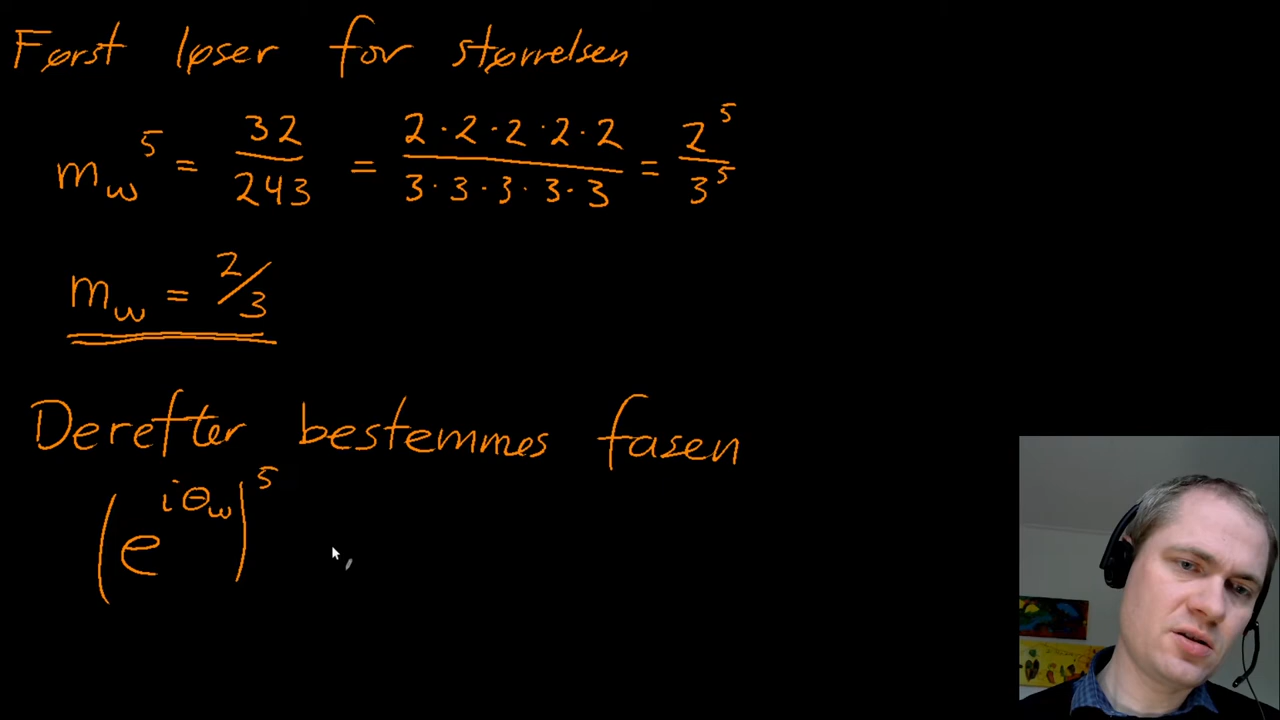 Først løser for størrelsen
m_w^5 = 32/243 = (2·2·2·2·2)/(3·3·3·3·3) = 2^5/3^5
m_w = 2/3
Derefter bestemmes fasen
(e^{iθ_w})^5